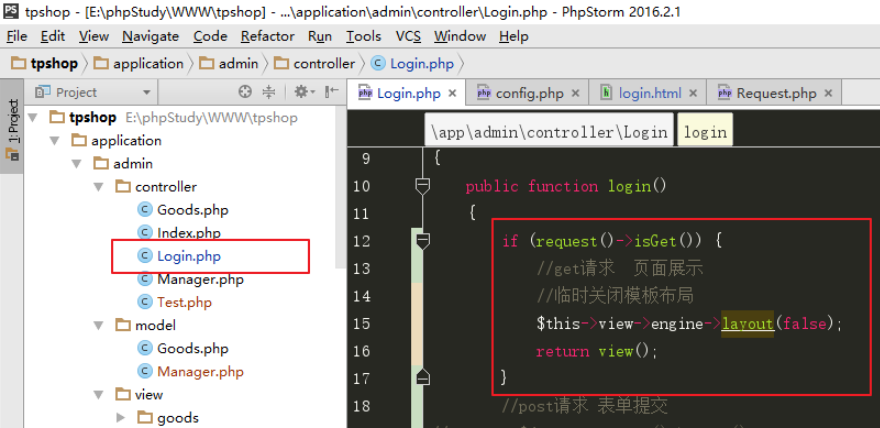 tpshop - [E:\phpStudy\WWW\tpshop] - ...\application\admin\controller\Login.php - PhpStorm 2016.2.1
File Edit View Navigate Code Refactor Run Tools VCS Window Help
tpshop application admin controller Login.php
1: Project
Project
Login.php config.php login.html Request.php
tpshop E:\phpStudy\WWW\tpshop
application
admin
controller
Goods.php
Index.php
Login.php
Manager.php
Test.php
model
Goods.php
Manager.php
view
goods
\app\admin\controller\Login login
9 {
10 public function login()
11 {
12 if (request()->isGet()) {
13 //get请求 页面展示
14 //临时关闭模板布局
15 $this->view->engine->layout(false);
16 return view();
17 }
18 //post请求 表单提交